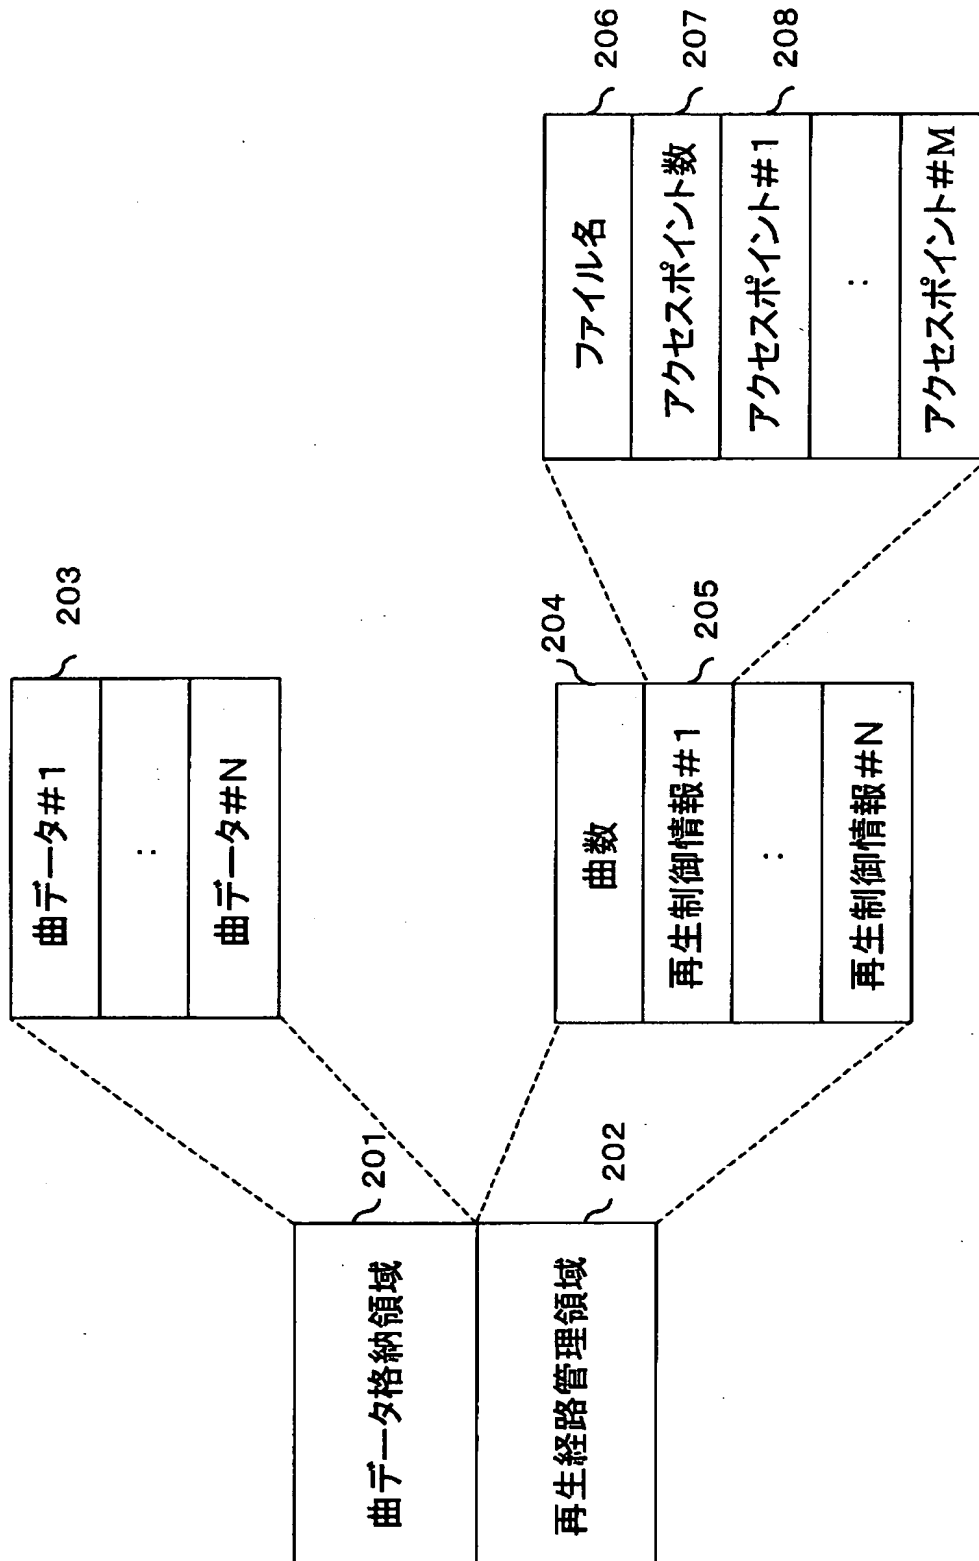 曲データ格納領域
201
再生経路管理領域
202
曲データ#1
203
:
曲データ#N
曲数
204
再生制御情報#1
205
:
再生制御情報#N
ファイル名
206
アクセスポイント数
207
アクセスポイント#1
208
:
アクセスポイント#M